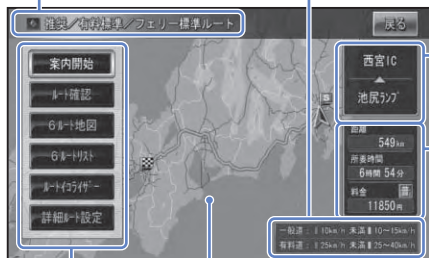 推奨／有料標準／フェリー標準ルート
戻る
案内開始
ルート確認
6ルート地図
6ルートリスト
ルートイコライザー
詳細ルート設定
西宮IC
池尻ランプ
距離
549km
所要時間
6時間 54分
料金 普
11850円
一般道：10km/h 未満 10〜15km/h
有料道：25km/h 未満 25〜40km/h